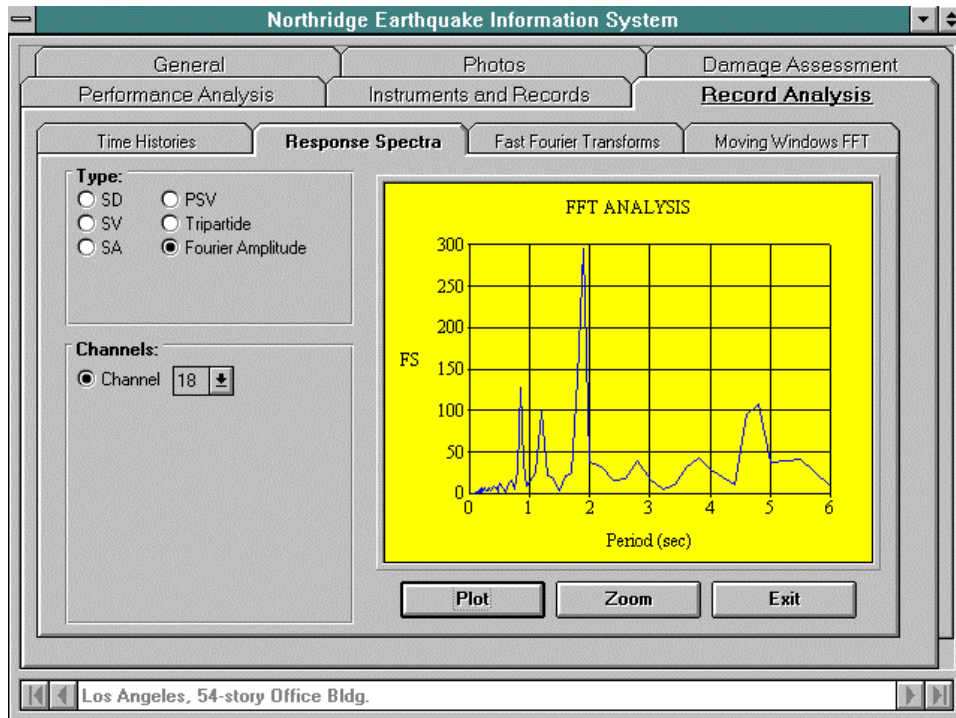 Northridge Earthquake Information System
General Photos Damage Assessment
Performance Analysis Instruments and Records Record Analysis
Time Histories Response Spectra Fast Fourier Transforms Moving Windows FFT
Type:
SD PSV
SV Tripartide
SA Fourier Amplitude
Channels:
Channel 18
FFT ANALYSIS
300
250
200
FS
150
100
50
0
0 1 2 3 4 5 6
Period (sec)
Plot Zoom Exit
Los Angeles, 54-story Office Bldg.